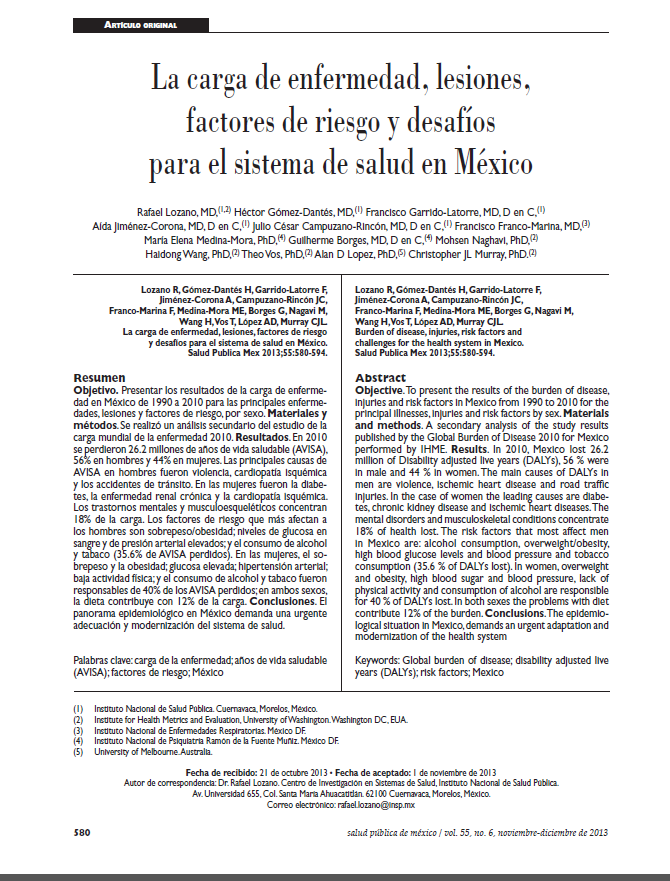 ARTÍCULO ORIGINAL
La carga de enfermedad, lesiones,
factores de riesgo y desafíos
para el sistema de salud en México
Rafael Lozano, MD,(1,2) Héctor Gómez-Dantés, MD,(1) Francisco Garrido-Latorre, MD, D en C,(1)
Aída Jiménez-Corona, MD, D en C,(1) Julio César Campuzano-Rincón, MD, D en C,(1) Francisco Franco-Marina, MD,(3)
María Elena Medina-Mora, PhD,(4) Guilherme Borges, MD, D en C,(4) Mohsen Naghavi, PhD,(2)
Haidong Wang, PhD,(2) Theo Vos, PhD,(2) Alan D Lopez, PhD,(5) Christopher JL Murray, PhD.(2)
Lozano R, Gómez-Dantés H, Garrido-Latorre F,
Jiménez-Corona A, Campuzano-Rincón JC,
Franco-Marina F, Medina-Mora ME, Borges G, Nagavi M,
Wang H, Vos T, López AD, Murray CJL.
La carga de enfermedad, lesiones, factores de riesgo
y desafíos para el sistema de salud en México.
Salud Publica Mex 2013;55:580-594.
Resumen
Objetivo. Presentar los resultados de la carga de enferme-
dad en México de 1990 a 2010 para las principales enferme-
dades, lesiones y factores de riesgo, por sexo. Materiales y
métodos. Se realizó un análisis secundario del estudio de la
carga mundial de la enfermedad 2010. Resultados. En 2010
se perdieron 26.2 millones de años de vida saludable (AVISA),
56% en hombres y 44% en mujeres. Las principales causas de
AVISA en hombres fueron violencia, cardiopatía isquémica
y los accidentes de tránsito. En las mujeres fueron la diabe-
tes, la enfermedad renal crónica y la cardiopatía isquémica.
Los trastornos mentales y musculoesqueléticos concentran
18% de la carga. Los factores de riesgo que más afectan a
los hombres son sobrepeso/obesidad; niveles de glucosa en
sangre y de presión arterial elevados; y el consumo de alcohol
y tabaco (35.6% de AVISA perdidos). En las mujeres, el so-
brepeso y la obesidad; glucosa elevada; hipertensión arterial;
baja actividad física; y el consumo de alcohol y tabaco fueron
responsables de 40% de los AVISA perdidos; en ambos sexos,
la dieta contribuye con 12% de la carga. Conclusiones. El
panorama epidemiológico en México demanda una urgente
adecuación y modernización del sistema de salud.
Palabras clave: carga de la enfermedad; años de vida saludable
(AVISA); factores de riesgo; México
Lozano R, Gómez-Dantés H, Garrido-Latorre F,
Jiménez-Corona A, Campuzano-Rincón JC,
Franco-Marina F, Medina-Mora ME, Borges G, Nagavi M,
Wang H, Vos T, López AD, Murray CJL.
Burden of disease, injuries, risk factors and
challenges for the health system in Mexico.
Salud Publica Mex 2013;55:580-594.
Abstract
Objective. To present the results of the burden of disease,
injuries and risk factors in Mexico from 1990 to 2010 for the
principal illnesses, injuries and risk factors by sex. Materials
and methods. A secondary analysis of the study results
published by the Global Burden of Disease 2010 for Mexico
performed by IHME. Results. In 2010, Mexico lost 26.2
million of Disability adjusted live years (DALYs), 56 % were
in male and 44 % in women. The main causes of DALYs in
men are violence, ischemic heart disease and road traffic
injuries. In the case of women the leading causes are diabe-
tes, chronic kidney disease and ischemic heart diseases. The
mental disorders and musculoskeletal conditions concentrate
18% of health lost. The risk factors that most affect men
in Mexico are: alcohol consumption, overweight/obesity,
high blood glucose levels and blood pressure and tobacco
consumption (35.6 % of DALYs lost). In women, overweight
and obesity, high blood sugar and blood pressure, lack of
physical activity and consumption of alcohol are responsible
for 40 % of DALYs lost. In both sexes the problems with diet
contribute 12% of the burden. Conclusions. The epidemio-
logical situation in Mexico, demands an urgent adaptation and
modernization of the health system
Keywords: Global burden of disease; disability adjusted live
years (DALYs); risk factors; Mexico
(1) Instituto Nacional de Salud Pública. Cuernavaca, Morelos, México.
(2) Institute for Health Metrics and Evaluation, University of Washington. Washington DC, EUA.
(3) Instituto Nacional de Enfermedades Respiratorias. México DF.
(4) Instituto Nacional de Psiquiatría Ramón de la Fuente Muñiz. México DF.
(5) University of Melbourne. Australia.
Fecha de recibido: 21 de octubre 2013 • Fecha de aceptado: 1 de noviembre de 2013
Autor de correspondencia: Dr. Rafael Lozano. Centro de Investigación en Sistemas de Salud, Instituto Nacional de Salud Pública.
Av. Universidad 655, Col. Santa María Ahuacatitlán. 62100 Cuernavaca, Morelos, México.
Correo electrónico: rafael.lozano@insp.mx
580
salud pública de méxico / vol. 55, no. 6, noviembre-diciembre de 2013